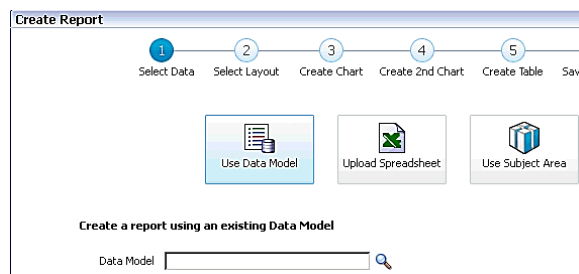 Create Report
1 2 3 4 5
Select Data Select Layout Create Chart Create 2nd Chart Create Table
Use Data Model Upload Spreadsheet Use Subject Area
Create a report using an existing Data Model
Data Model